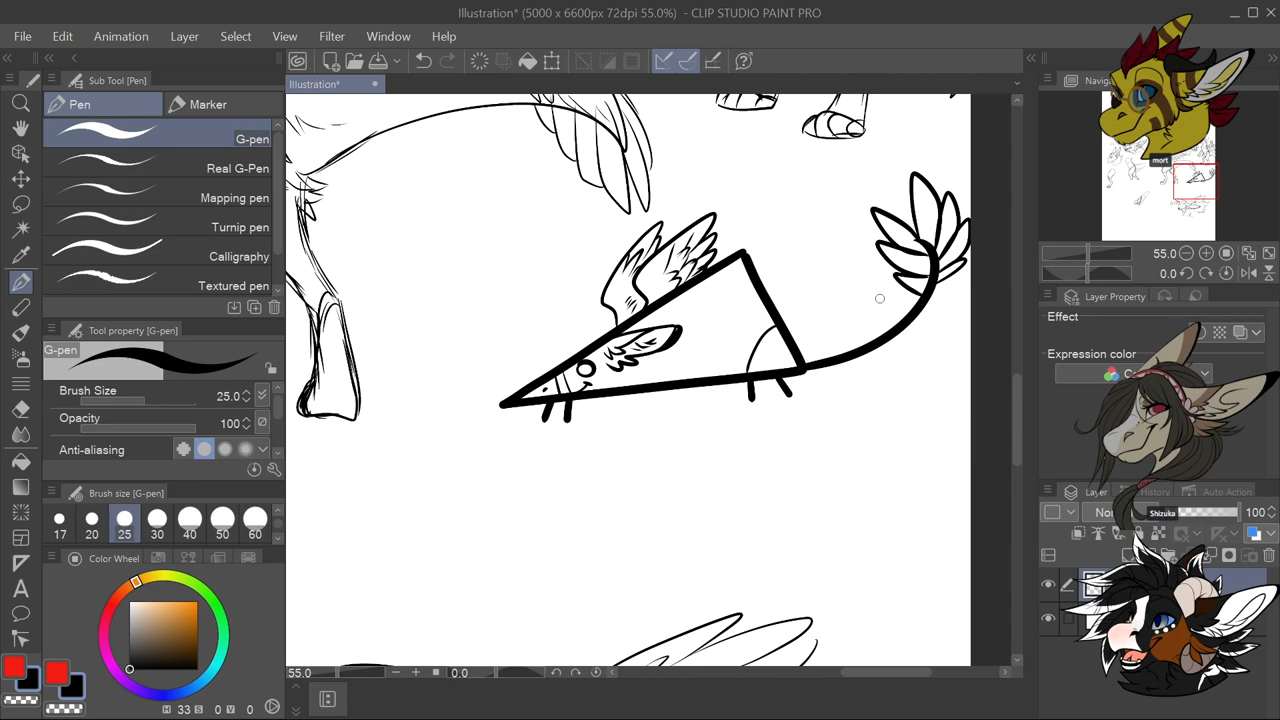 Illustration* (5000 x 6600px 72dpi 55.0%) - CLIP STUDIO PAINT PRO
File Edit Animation Layer Select View Filter Window Help
Sub Tool [Pen]
Illustration*
Pen Marker
G-pen
Real G-Pen
Mapping pen
Turnip pen
Calligraphy
Textured pen
Tool property [G-pen]
G-pen
Brush Size 25.0
Opacity 100
Anti-aliasing
Brush size [G-pen]
17 20 25 30 40 50 60
Color Wheel
H 33 S 0 V 0
55.0 0.0
mort
55.0
0.0
Layer Property
Effect
Expression color
Layer History Auto Action
Shizuka
100